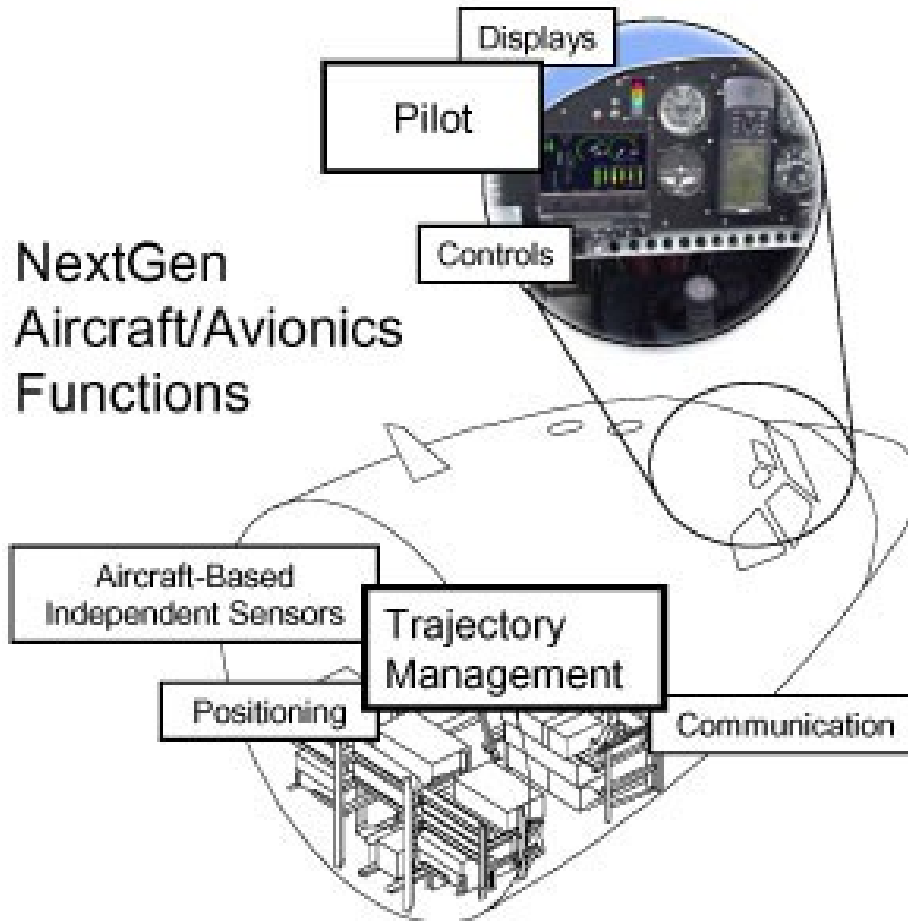 Displays
Pilot
Controls
NextGen
Aircraft/Avionics
Functions
Aircraft-Based
Independent Sensors
Trajectory
Management
Positioning
Communication